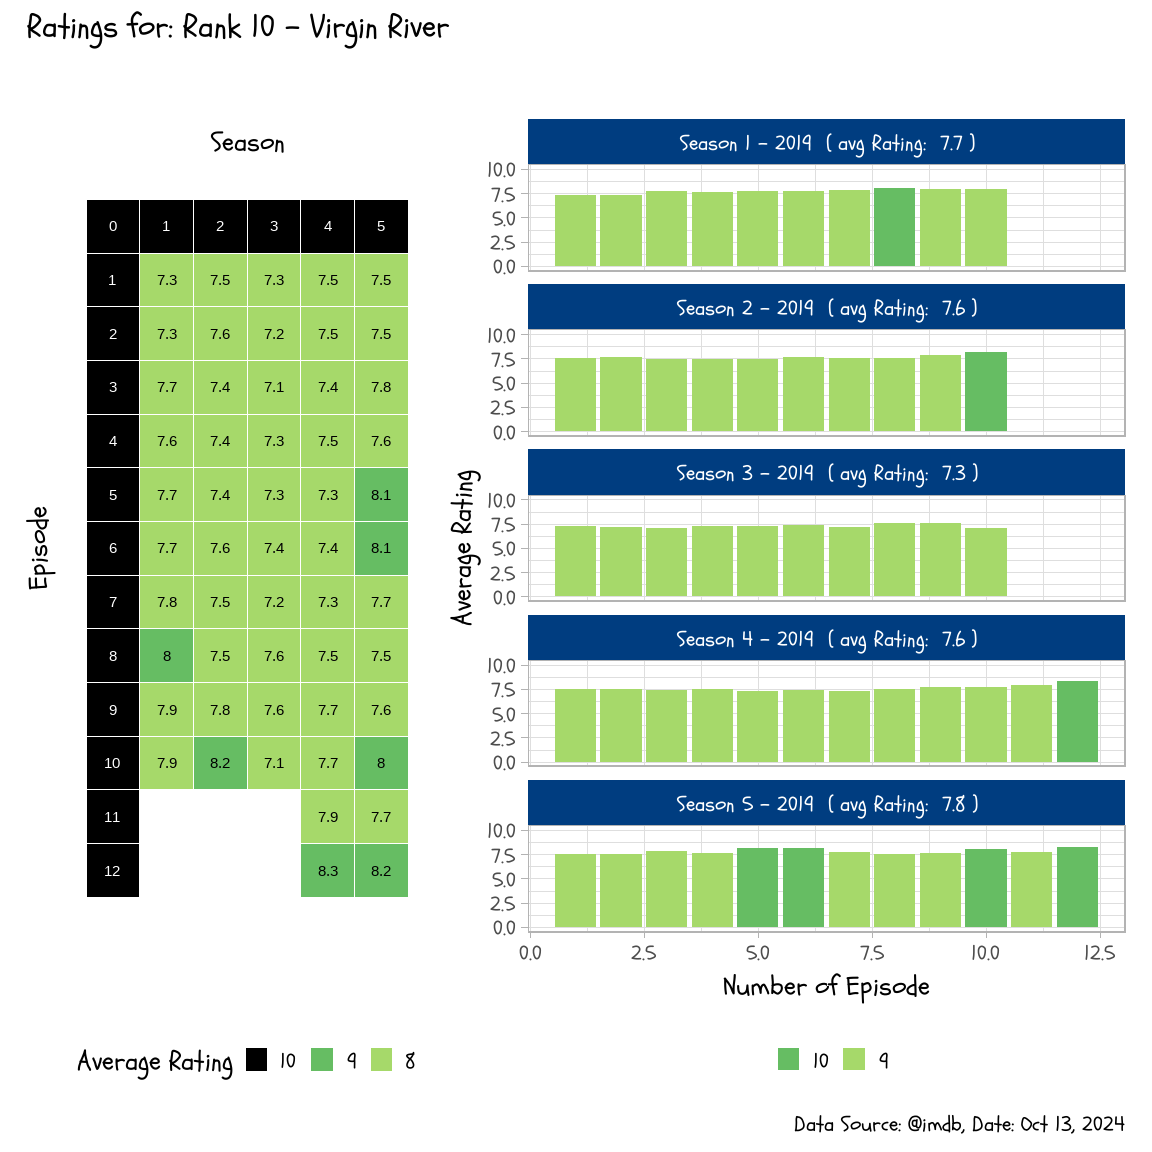 Ratings for: Rank 10 – Virgin River
Season
0 1 2 3 4 5
1 7.3 7.5 7.3 7.5 7.5
2 7.3 7.6 7.2 7.5 7.5
3 7.7 7.4 7.1 7.4 7.8
4 7.6 7.4 7.3 7.5 7.6
5 7.7 7.4 7.3 7.3 8.1
6 7.7 7.6 7.4 7.4 8.1
7 7.8 7.5 7.2 7.3 7.7
8 8 7.5 7.6 7.5 7.5
9 7.9 7.8 7.6 7.7 7.6
10 7.9 8.2 7.1 7.7 8
11 7.9 7.7
12 8.3 8.2
Episode
Average Rating 10 9 8
Season 1 – 2019 ( avg Rating: 7.7 )
10.0
7.5
5.0
2.5
0.0
Season 2 – 2019 ( avg Rating: 7.6 )
10.0
7.5
5.0
2.5
0.0
Season 3 – 2019 ( avg Rating: 7.3 )
10.0
7.5
5.0
2.5
0.0
Season 4 – 2019 ( avg Rating: 7.6 )
10.0
7.5
5.0
2.5
0.0
Season 5 – 2019 ( avg Rating: 7.8 )
10.0
7.5
5.0
2.5
0.0
0.0 2.5 5.0 7.5 10.0 12.5
Average Rating
Number of Episode
10 9
Data Source: @imdb, Date: Oct 13, 2024